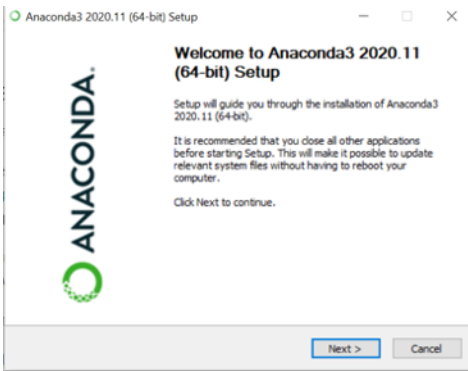 Anaconda3 2020.11 (64-bit) Setup
Welcome to Anaconda3 2020.11
(64-bit) Setup
Setup will guide you through the installation of Anaconda3
2020.11 (64-bit).
It is recommended that you close all other applications
before starting Setup. This will make it possible to update
relevant system files without having to reboot your
computer.
Click Next to continue.
ANACONDA.
Next >
Cancel